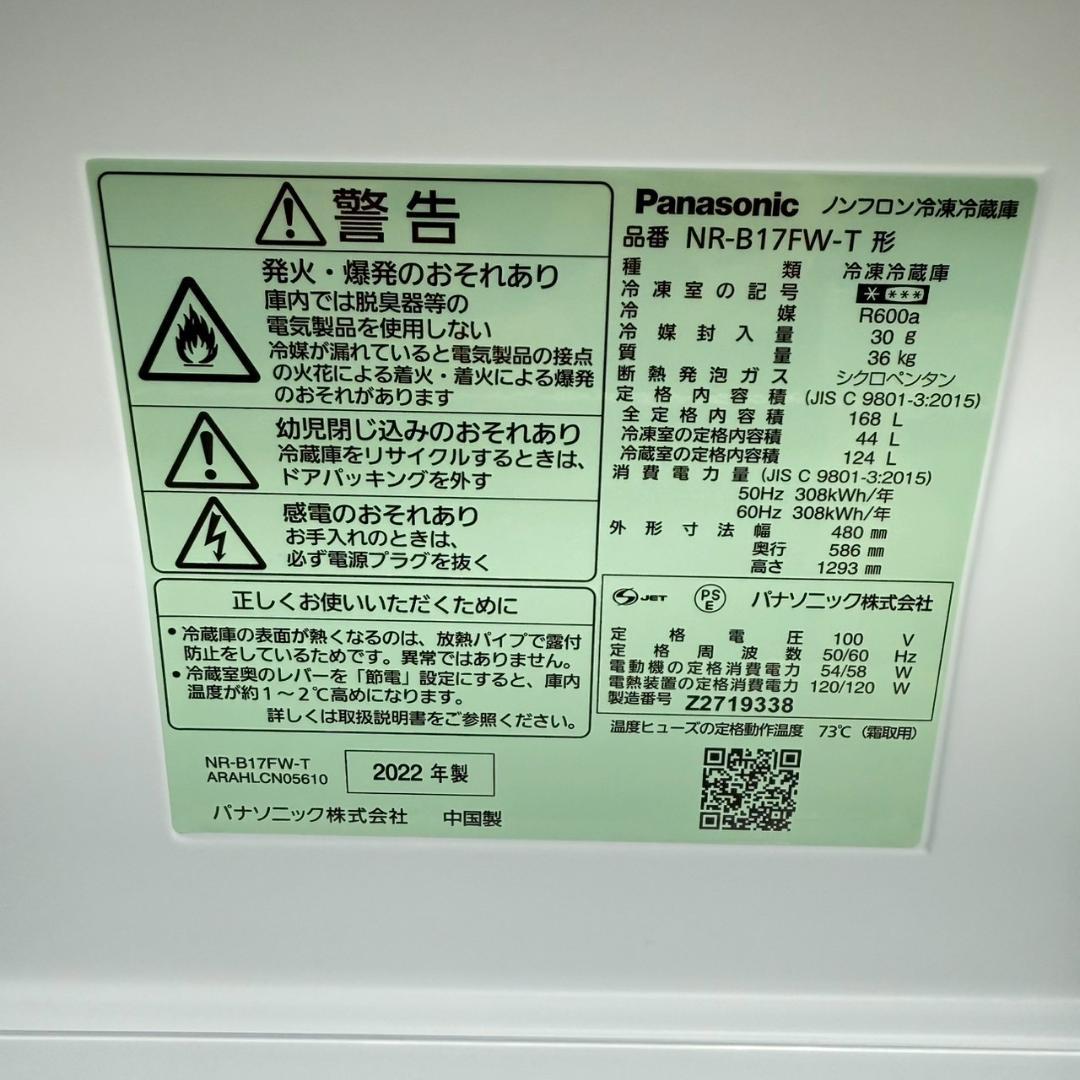 警告
発火・爆発のおそれあり
庫内では脱臭器等の
電気製品を使用しない
冷媒が漏れていると電気製品の接点
の火花による着火・着火による爆発
のおそれがあります
幼児閉じ込みのおそれあり
冷蔵庫をリサイクルするときは、
ドアパッキングを外す
感電のおそれあり
お手入れのときは、
必ず電源プラグを抜く
正しくお使いいただくために
・冷蔵庫の表面が熱くなるのは、放熱パイプで露付
防止をしているためです。異常ではありません。
・冷蔵室奥のレバーを「節電」設定にすると、庫内
温度が約1～2℃高めになります。
詳しくは取扱説明書をご参照ください。
NR-B17FW-T
ARAHLCN05610
2022 年製
パナソニック株式会社 中国製
Panasonic ノンフロン冷凍冷蔵庫
品番 NR-B17FW-T 形
種類 冷凍冷蔵庫
冷凍室の記号 * ***
冷媒 R600a
冷媒封入量 30 g
質量 36 kg
断熱発泡ガス シクロペンタン
定格内容積 (JIS C 9801-3:2015)
全定格内容積 168 L
冷凍室の定格内容積 44 L
冷蔵室の定格内容積 124 L
消費電力量 (JIS C 9801-3:2015)
50Hz 308kWh/年
60Hz 308kWh/年
外形寸法 幅 480 mm
奥行 586 mm
高さ 1293 mm
S JET PS E パナソニック株式会社
定格電圧 100 V
定格周波数 50/60 Hz
電動機の定格消費電力 54/58 W
電熱装置の定格消費電力 120/120 W
製造番号 Z2719338
温度ヒューズの定格動作温度 73℃（霜取用）